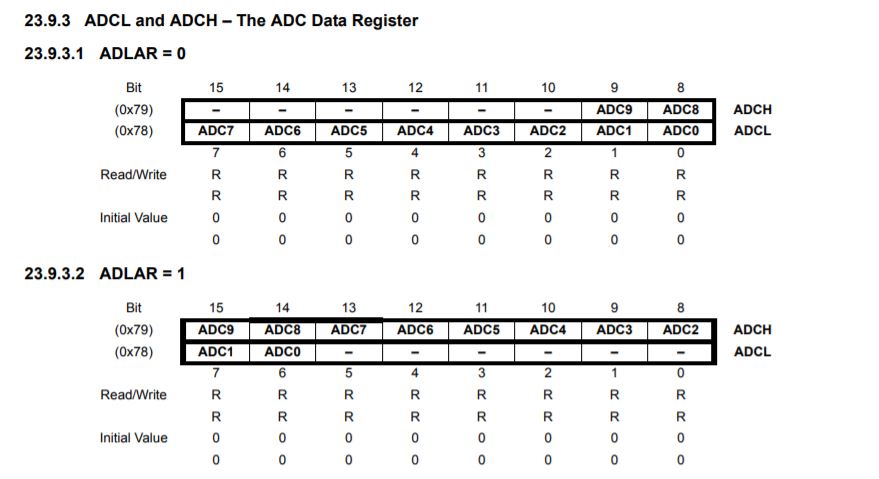 23.9.3 ADCL and ADCH – The ADC Data Register
23.9.3.1 ADLAR = 0
Bit 15 14 13 12 11 10 9 8
(0x79) – – – – – – ADC9 ADC8 ADCH
(0x78) ADC7 ADC6 ADC5 ADC4 ADC3 ADC2 ADC1 ADC0 ADCL
7 6 5 4 3 2 1 0
Read/Write R R R R R R R R
R R R R R R R R
Initial Value 0 0 0 0 0 0 0 0
0 0 0 0 0 0 0 0
23.9.3.2 ADLAR = 1
Bit 15 14 13 12 11 10 9 8
(0x79) ADC9 ADC8 ADC7 ADC6 ADC5 ADC4 ADC3 ADC2 ADCH
(0x78) ADC1 ADC0 – – – – – – ADCL
7 6 5 4 3 2 1 0
Read/Write R R R R R R R R
R R R R R R R R
Initial Value 0 0 0 0 0 0 0 0
0 0 0 0 0 0 0 0